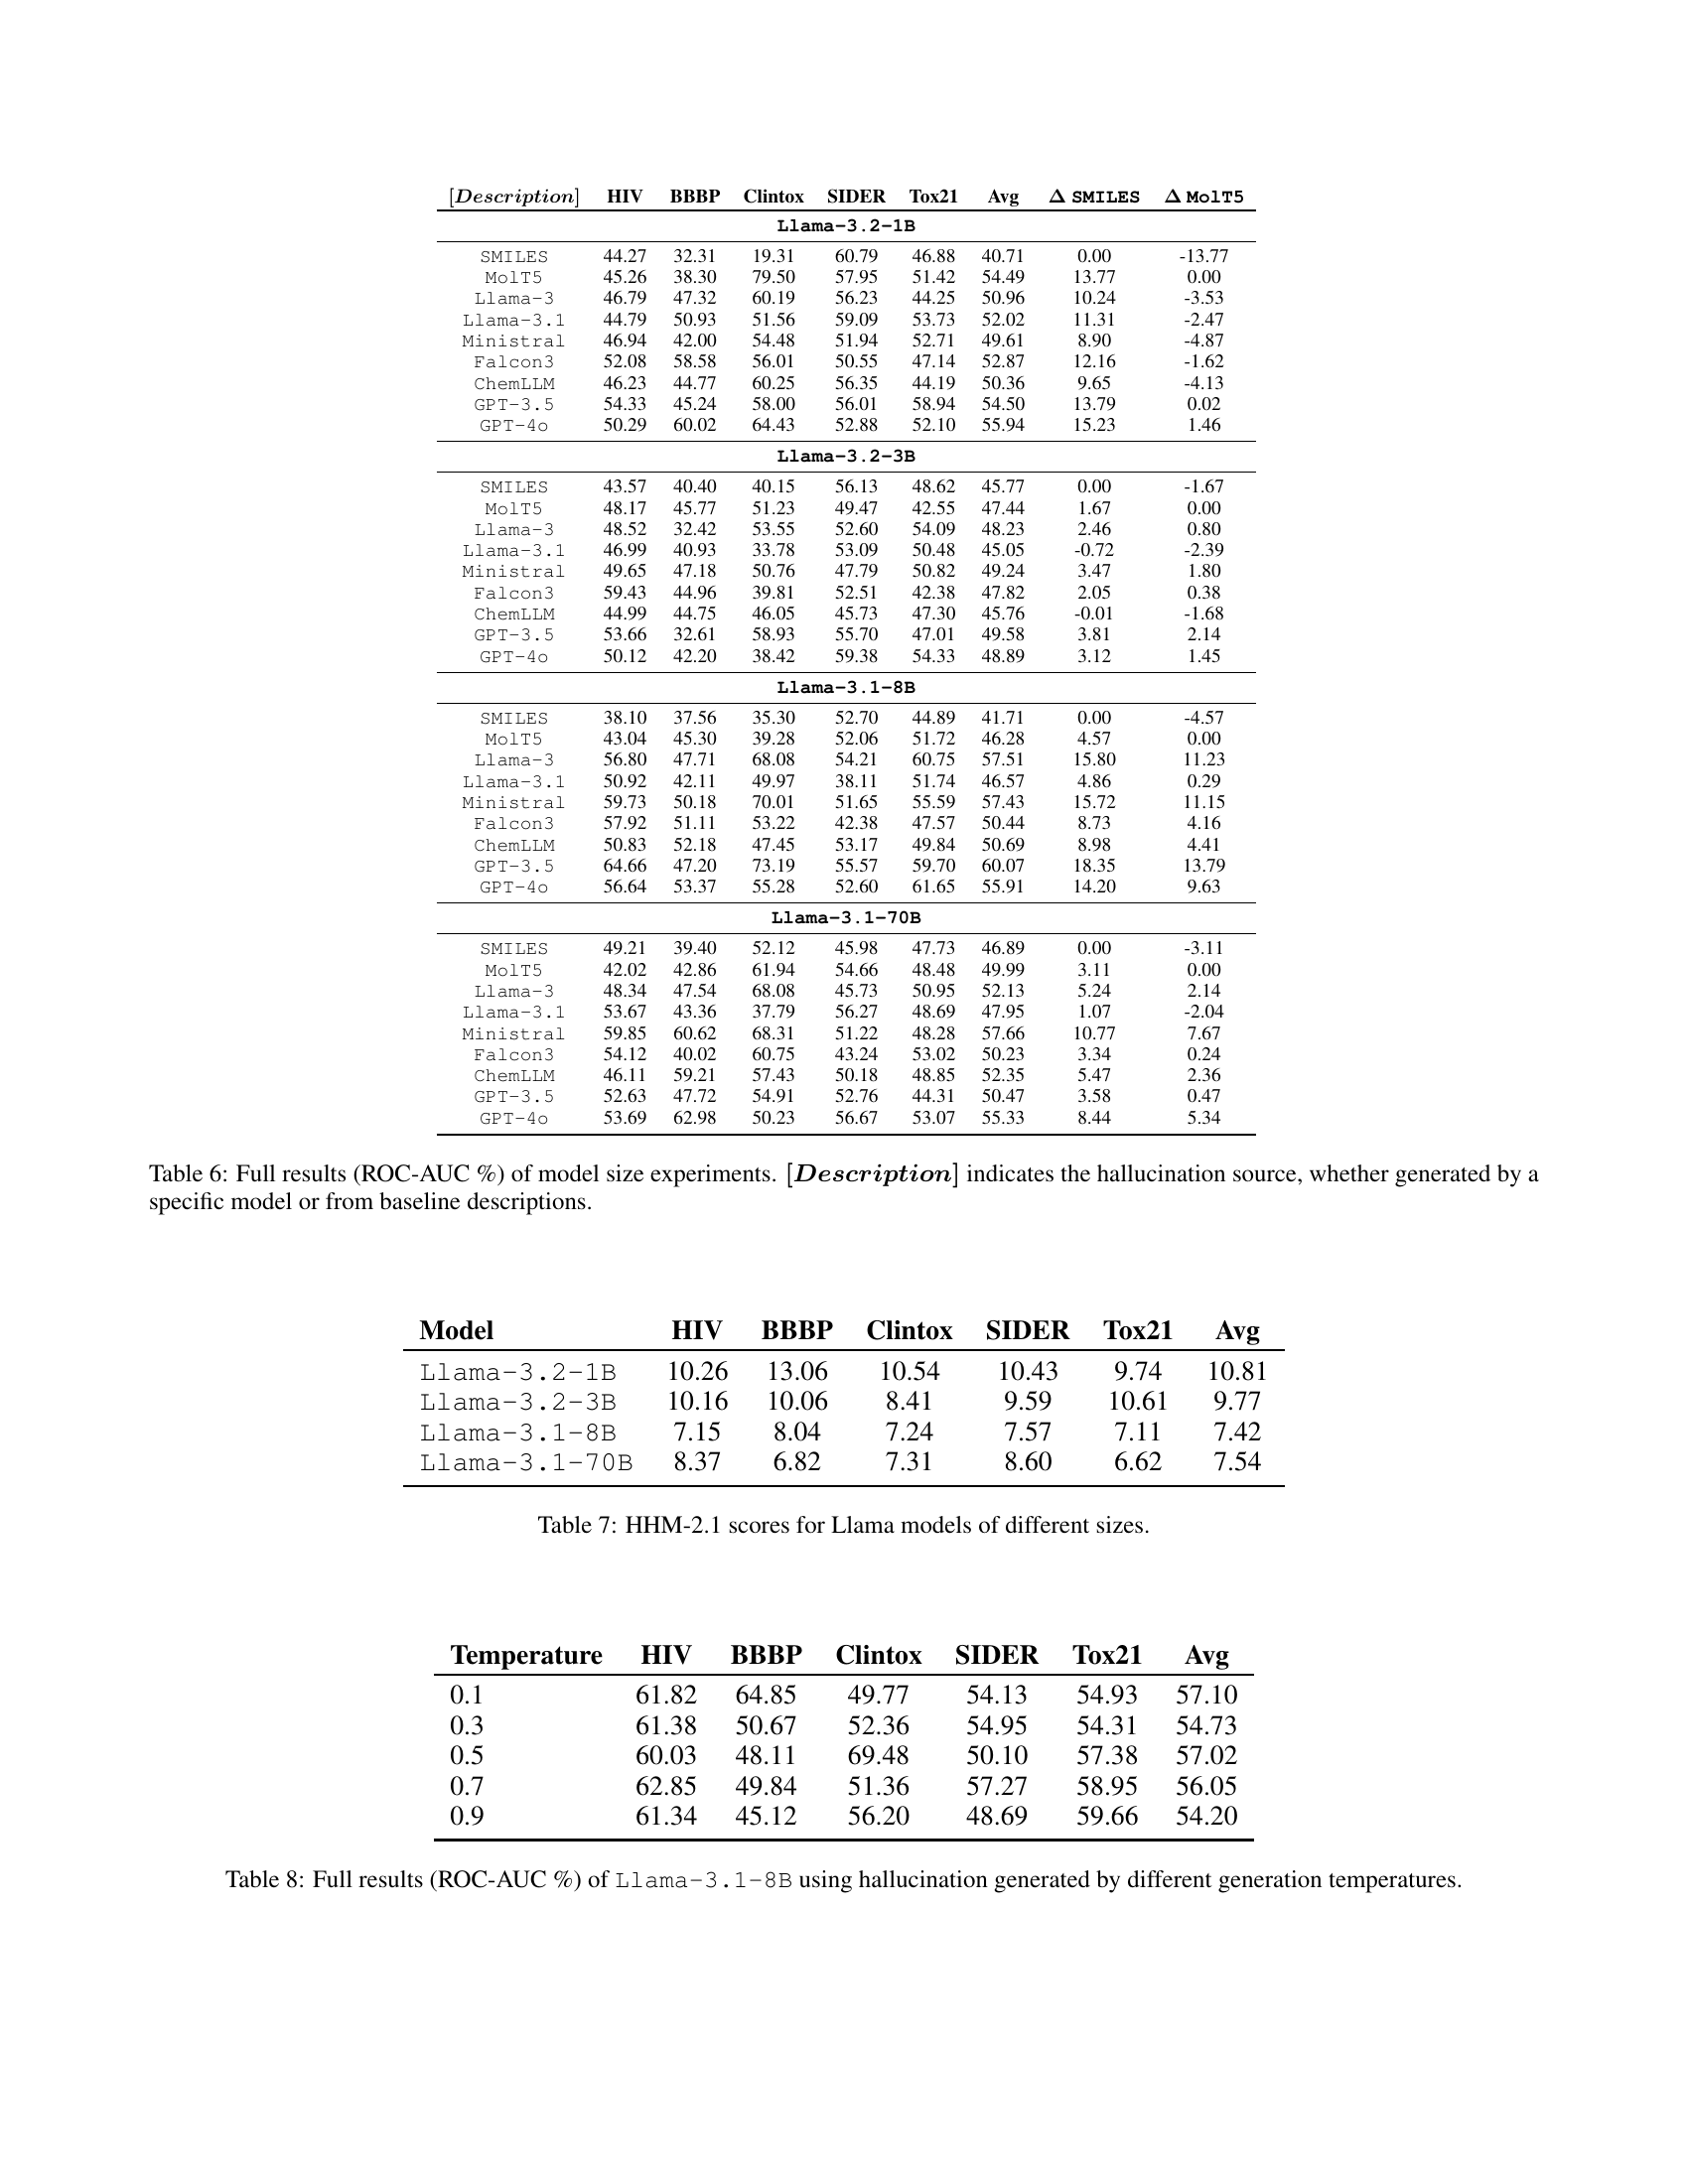 [Description] HIV BBBP Clintox SIDER Tox21 Avg Δ SMILES Δ MolT5
Llama-3.2-1B
SMILES 44.27 32.31 19.31 60.79 46.88 40.71 0.00 -13.77
MolT5 45.26 38.30 79.50 57.95 51.42 54.49 13.77 0.00
Llama-3 46.79 47.32 60.19 56.23 44.25 50.96 10.24 -3.53
Llama-3.1 44.79 50.93 51.56 59.09 53.73 52.02 11.31 -2.47
Ministral 46.94 42.00 54.48 51.94 52.71 49.61 8.90 -4.87
Falcon3 52.08 58.58 56.01 50.55 47.14 52.87 12.16 -1.62
ChemLLM 46.23 44.77 60.25 56.35 44.19 50.36 9.65 -4.13
GPT-3.5 54.33 45.24 58.00 56.01 58.94 54.50 13.79 0.02
GPT-4o 50.29 60.02 64.43 52.88 52.10 55.94 15.23 1.46
Llama-3.2-3B
SMILES 43.57 40.40 40.15 56.13 48.62 45.77 0.00 -1.67
MolT5 48.17 45.77 51.23 49.47 42.55 47.44 1.67 0.00
Llama-3 48.52 32.42 53.55 52.60 54.09 48.23 2.46 0.80
Llama-3.1 46.99 40.93 33.78 53.09 50.48 45.05 -0.72 -2.39
Ministral 49.65 47.18 50.76 47.79 50.82 49.24 3.47 1.80
Falcon3 59.43 44.96 39.81 52.51 42.38 47.82 2.05 0.38
ChemLLM 44.99 44.75 46.05 45.73 47.30 45.76 -0.01 -1.68
GPT-3.5 53.66 32.61 58.93 55.70 47.01 49.58 3.81 2.14
GPT-4o 50.12 42.20 38.42 59.38 54.33 48.89 3.12 1.45
Llama-3.1-8B
SMILES 38.10 37.56 35.30 52.70 44.89 41.71 0.00 -4.57
MolT5 43.04 45.30 39.28 52.06 51.72 46.28 4.57 0.00
Llama-3 56.80 47.71 68.08 54.21 60.75 57.51 15.80 11.23
Llama-3.1 50.92 42.11 49.97 38.11 51.74 46.57 4.86 0.29
Ministral 59.73 50.18 70.01 51.65 55.59 57.43 15.72 11.15
Falcon3 57.92 51.11 53.22 42.38 47.57 50.44 8.73 4.16
ChemLLM 50.83 52.18 47.45 53.17 49.84 50.69 8.98 4.41
GPT-3.5 64.66 47.20 73.19 55.57 59.70 60.07 18.35 13.79
GPT-4o 56.64 53.37 55.28 52.60 61.65 55.91 14.20 9.63
Llama-3.1-70B
SMILES 49.21 39.40 52.12 45.98 47.73 46.89 0.00 -3.11
MolT5 42.02 42.86 61.94 54.66 48.48 49.99 3.11 0.00
Llama-3 48.34 47.54 68.08 45.73 50.95 52.13 5.24 2.14
Llama-3.1 53.67 43.36 37.79 56.27 48.69 47.95 1.07 -2.04
Ministral 59.85 60.62 68.31 51.22 48.28 57.66 10.77 7.67
Falcon3 54.12 40.02 60.75 43.24 53.02 50.23 3.34 0.24
ChemLLM 46.11 59.21 57.43 50.18 48.85 52.35 5.47 2.36
GPT-3.5 52.63 47.72 54.91 52.76 44.31 50.47 3.58 0.47
GPT-4o 53.69 62.98 50.23 56.67 53.07 55.33 8.44 5.34
Table 6: Full results (ROC-AUC %) of model size experiments. [Description] indicates the hallucination source, whether generated by a
specific model or from baseline descriptions.
Model HIV BBBP Clintox SIDER Tox21 Avg
Llama-3.2-1B 10.26 13.06 10.54 10.43 9.74 10.81
Llama-3.2-3B 10.16 10.06 8.41 9.59 10.61 9.77
Llama-3.1-8B 7.15 8.04 7.24 7.57 7.11 7.42
Llama-3.1-70B 8.37 6.82 7.31 8.60 6.62 7.54
Table 7: HHM-2.1 scores for Llama models of different sizes.
Temperature HIV BBBP Clintox SIDER Tox21 Avg
0.1 61.82 64.85 49.77 54.13 54.93 57.10
0.3 61.38 50.67 52.36 54.95 54.31 54.73
0.5 60.03 48.11 69.48 50.10 57.38 57.02
0.7 62.85 49.84 51.36 57.27 58.95 56.05
0.9 61.34 45.12 56.20 48.69 59.66 54.20
Table 8: Full results (ROC-AUC %) of Llama-3.1-8B using hallucination generated by different generation temperatures.